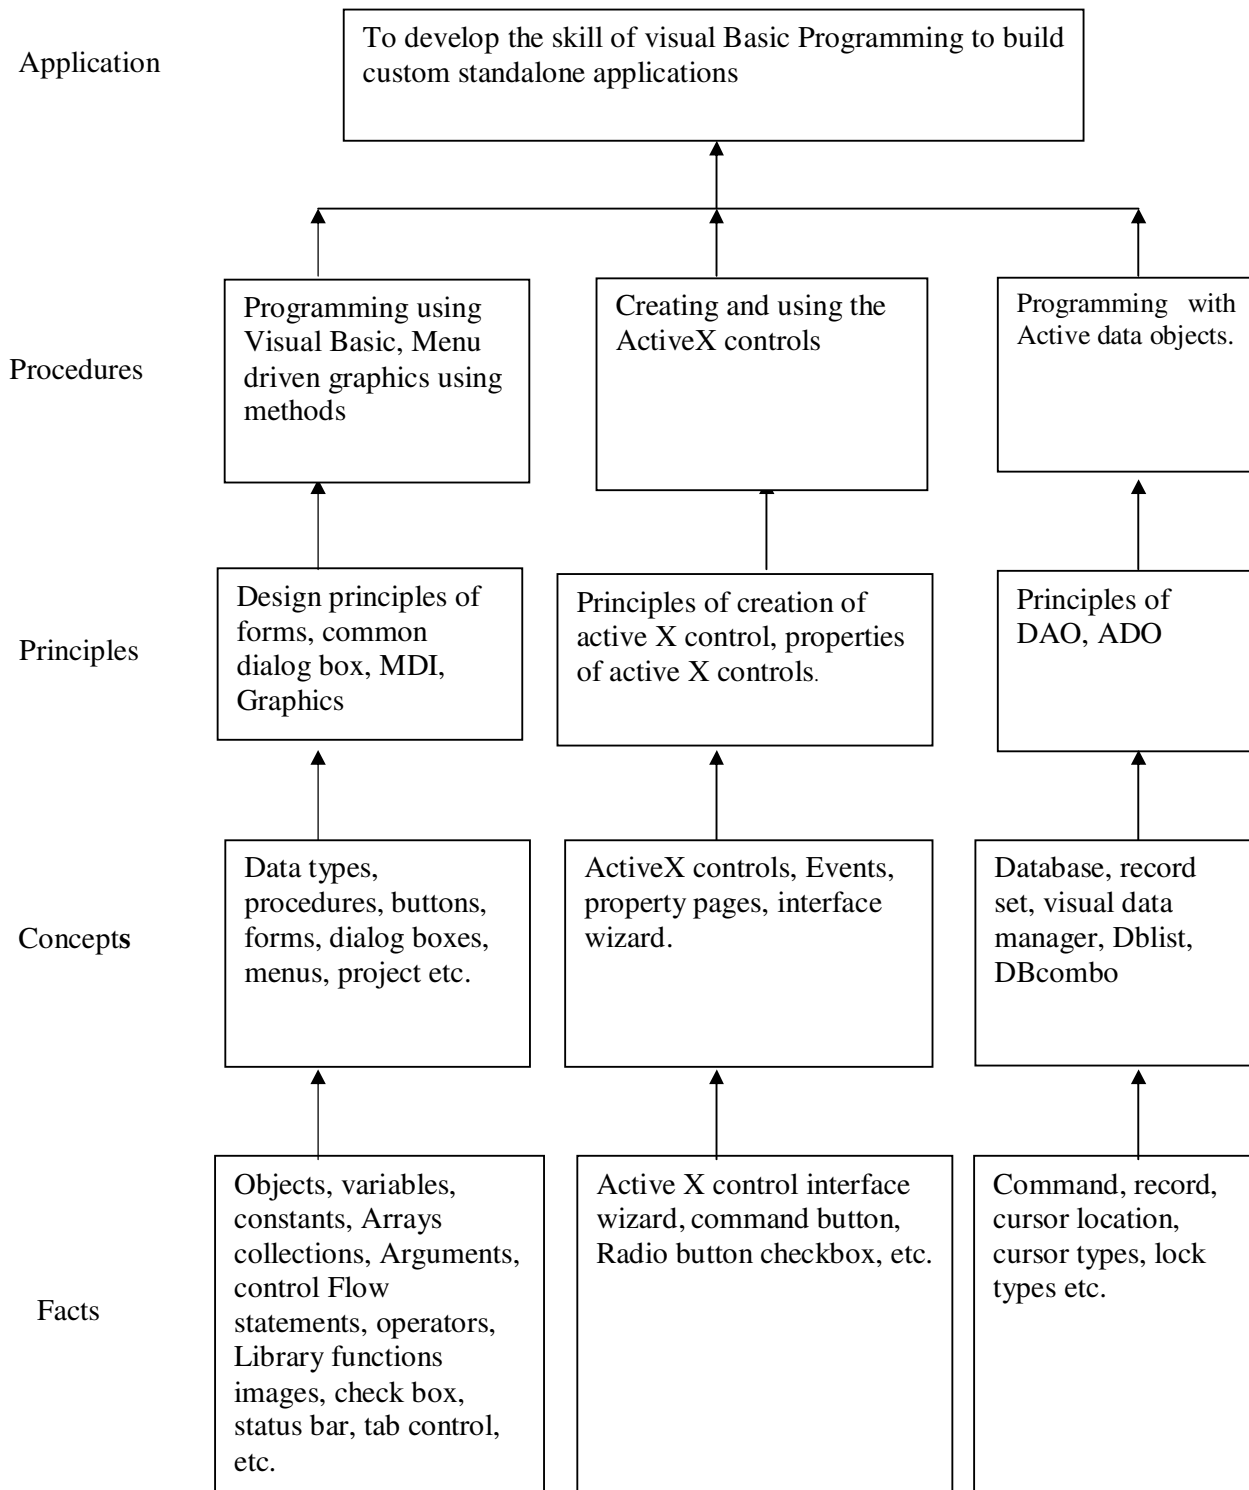 Application
To develop the skill of visual Basic Programming to build
custom standalone applications
Procedures
Programming using
Visual Basic, Menu
driven graphics using
methods
Creating and using the
ActiveX controls
Programming with
Active data objects.
Principles
Design principles of
forms, common
dialog box, MDI,
Graphics
Principles of creation of
active X control, properties
of active X controls.
Principles of
DAO, ADO
Concepts
Data types,
procedures, buttons,
forms, dialog boxes,
menus, project etc.
ActiveX controls, Events,
property pages, interface
wizard.
Database, record
set, visual data
manager, Dblist,
DBcombo
Facts
Objects, variables,
constants, Arrays
collections, Arguments,
control Flow
statements, operators,
Library functions
images, check box,
status bar, tab control,
etc.
Active X control interface
wizard, command button,
Radio button checkbox, etc.
Command, record,
cursor location,
cursor types, lock
types etc.